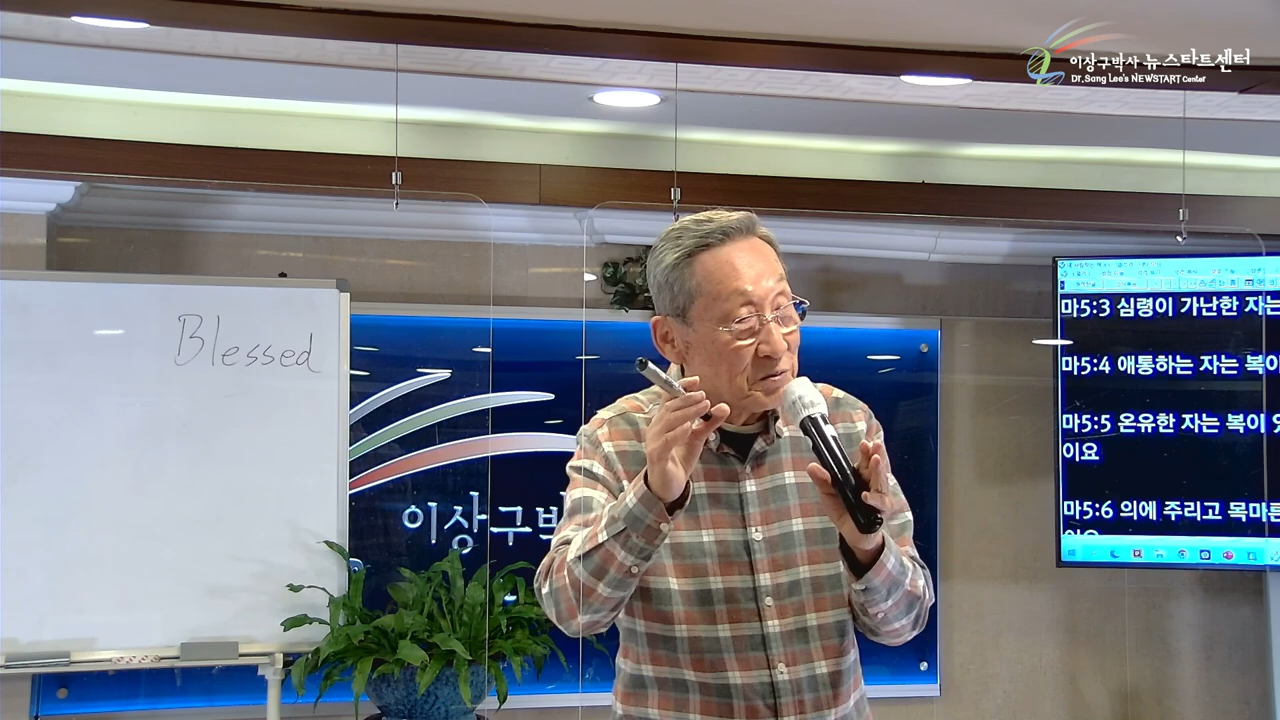 이상구박사 뉴스타트센터
Dr. Sang Lee's NEWSTART Center
Blessed
이상구박
마5:3 심령이 가난한 자는
마5:4 애통하는 자는 복이
마5:5 온유한 자는 복이 있
이요
마5:6 의에 주리고 목마른